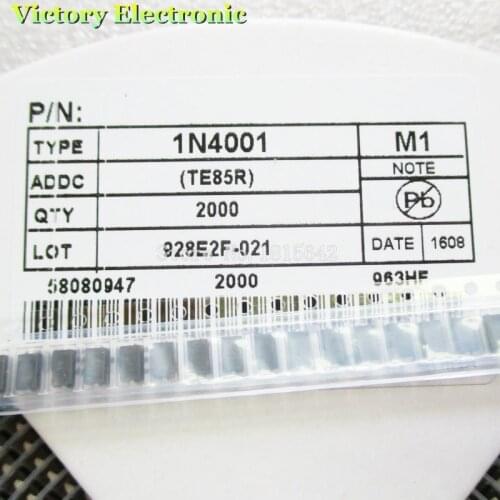 Victory Electronic
P/N:
TYPE 1N4001 M1
ADDC (TE85R) NOTE
QTY 2000 Pb
LOT 928E2F-021 DATE 1608
58080947 2000 963HF